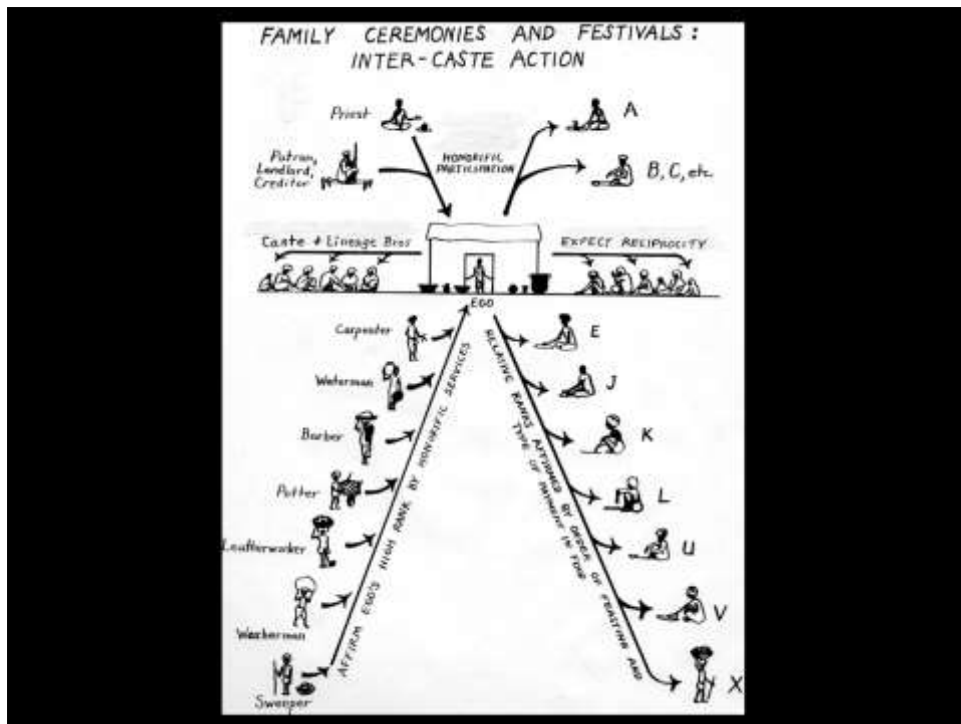 FAMILY CEREMONIES AND FESTIVALS:
INTER-CASTE ACTION
Priest
A
Patron,
Landlord,
Creditor
HONORIFIC
PARTICIPATION
B, C, etc.
Caste + Lineage Bros
EXPECT RECIPROCITY
EGO
Carpenter
E
Waterman
J
Barber
K
Potter
L
Leatherworker
U
Washerman
V
Sweeper
X
AFFIRM EGO'S HIGH RANK BY HONORIFIC SERVICES
RELATIVE RANKS AFFIRMED BY ORDER OF FEASTING AND
TYPE OF PAYMENT IN FOOD